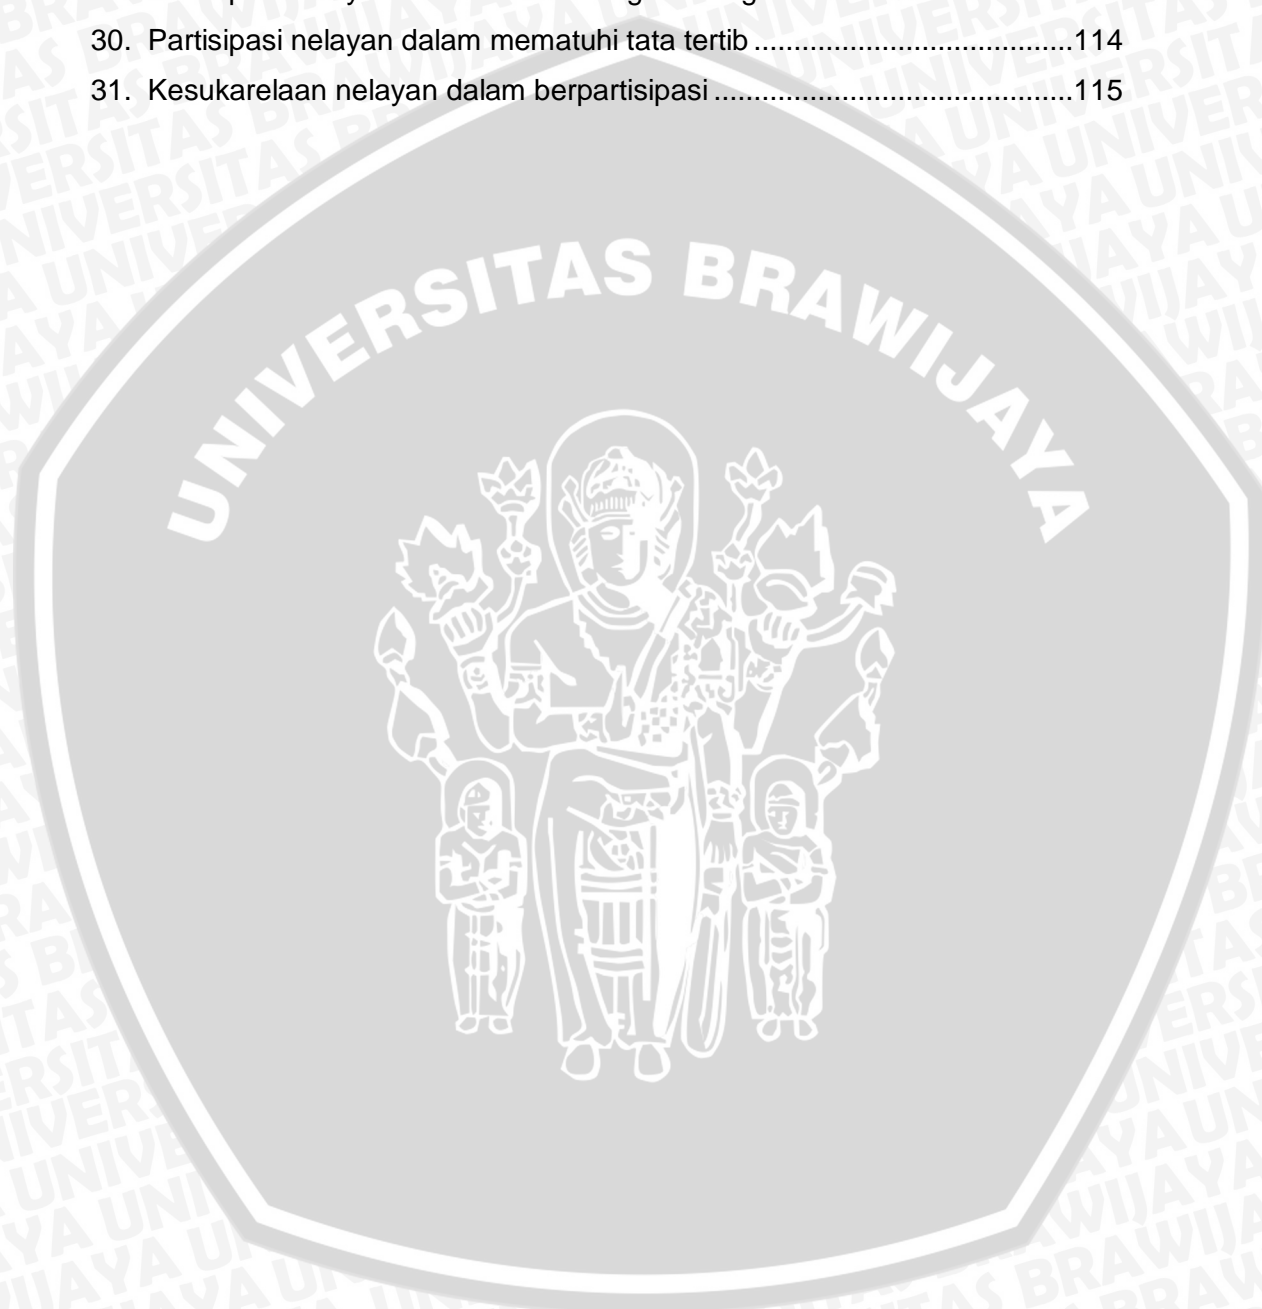 30. Partisipasi nelayan dalam mematuhi tata tertib ......................................114
31. Kesukarelaan nelayan dalam berpartisipasi ...........................................115
UNIVERSITAS BRAWIJAYA